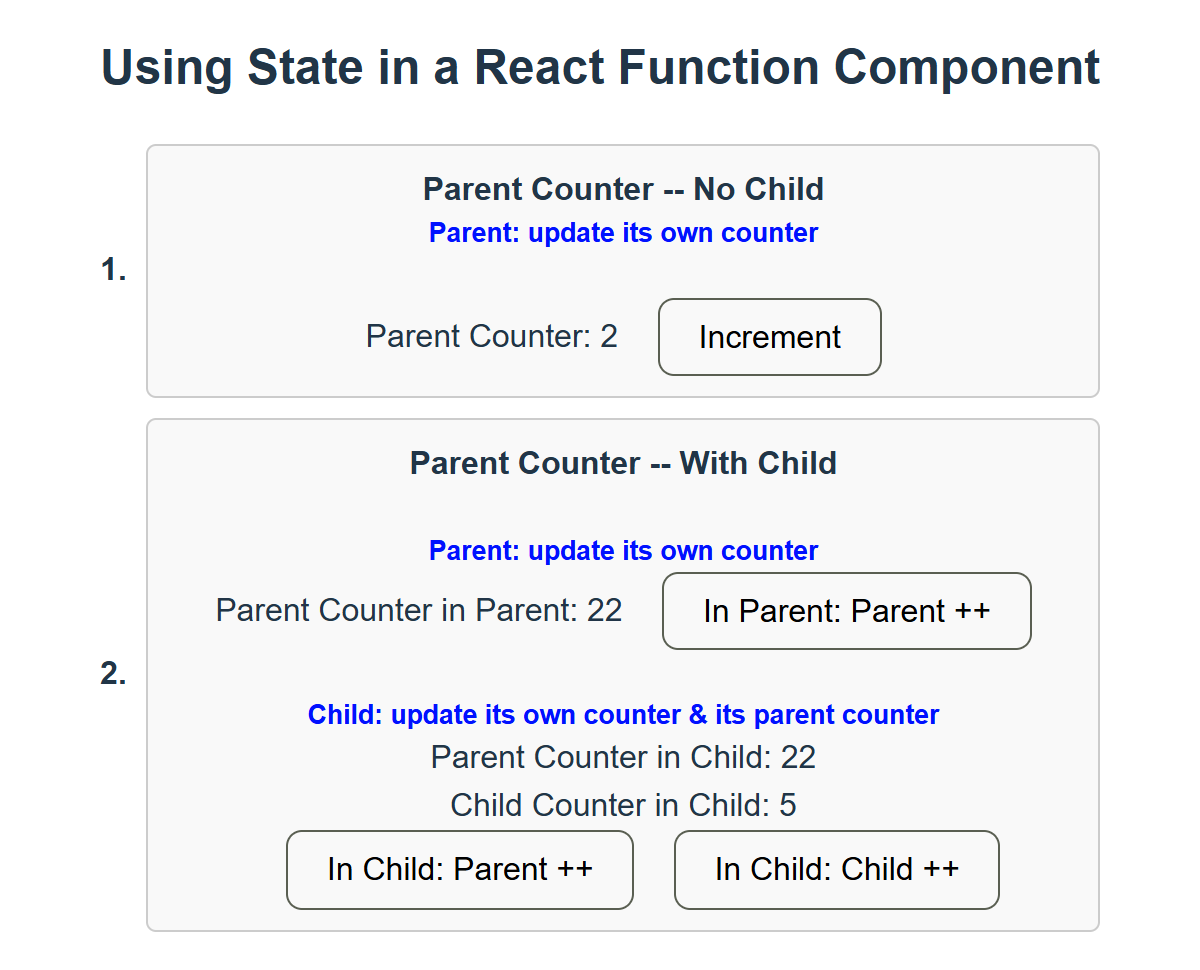 Using State in a React Function Component
1.
Parent Counter -- No Child
Parent: update its own counter
Parent Counter: 2
Increment
2.
Parent Counter -- With Child
Parent: update its own counter
Parent Counter in Parent: 22
In Parent: Parent ++
Child: update its own counter & its parent counter
Parent Counter in Child: 22
Child Counter in Child: 5
In Child: Parent ++
In Child: Child ++